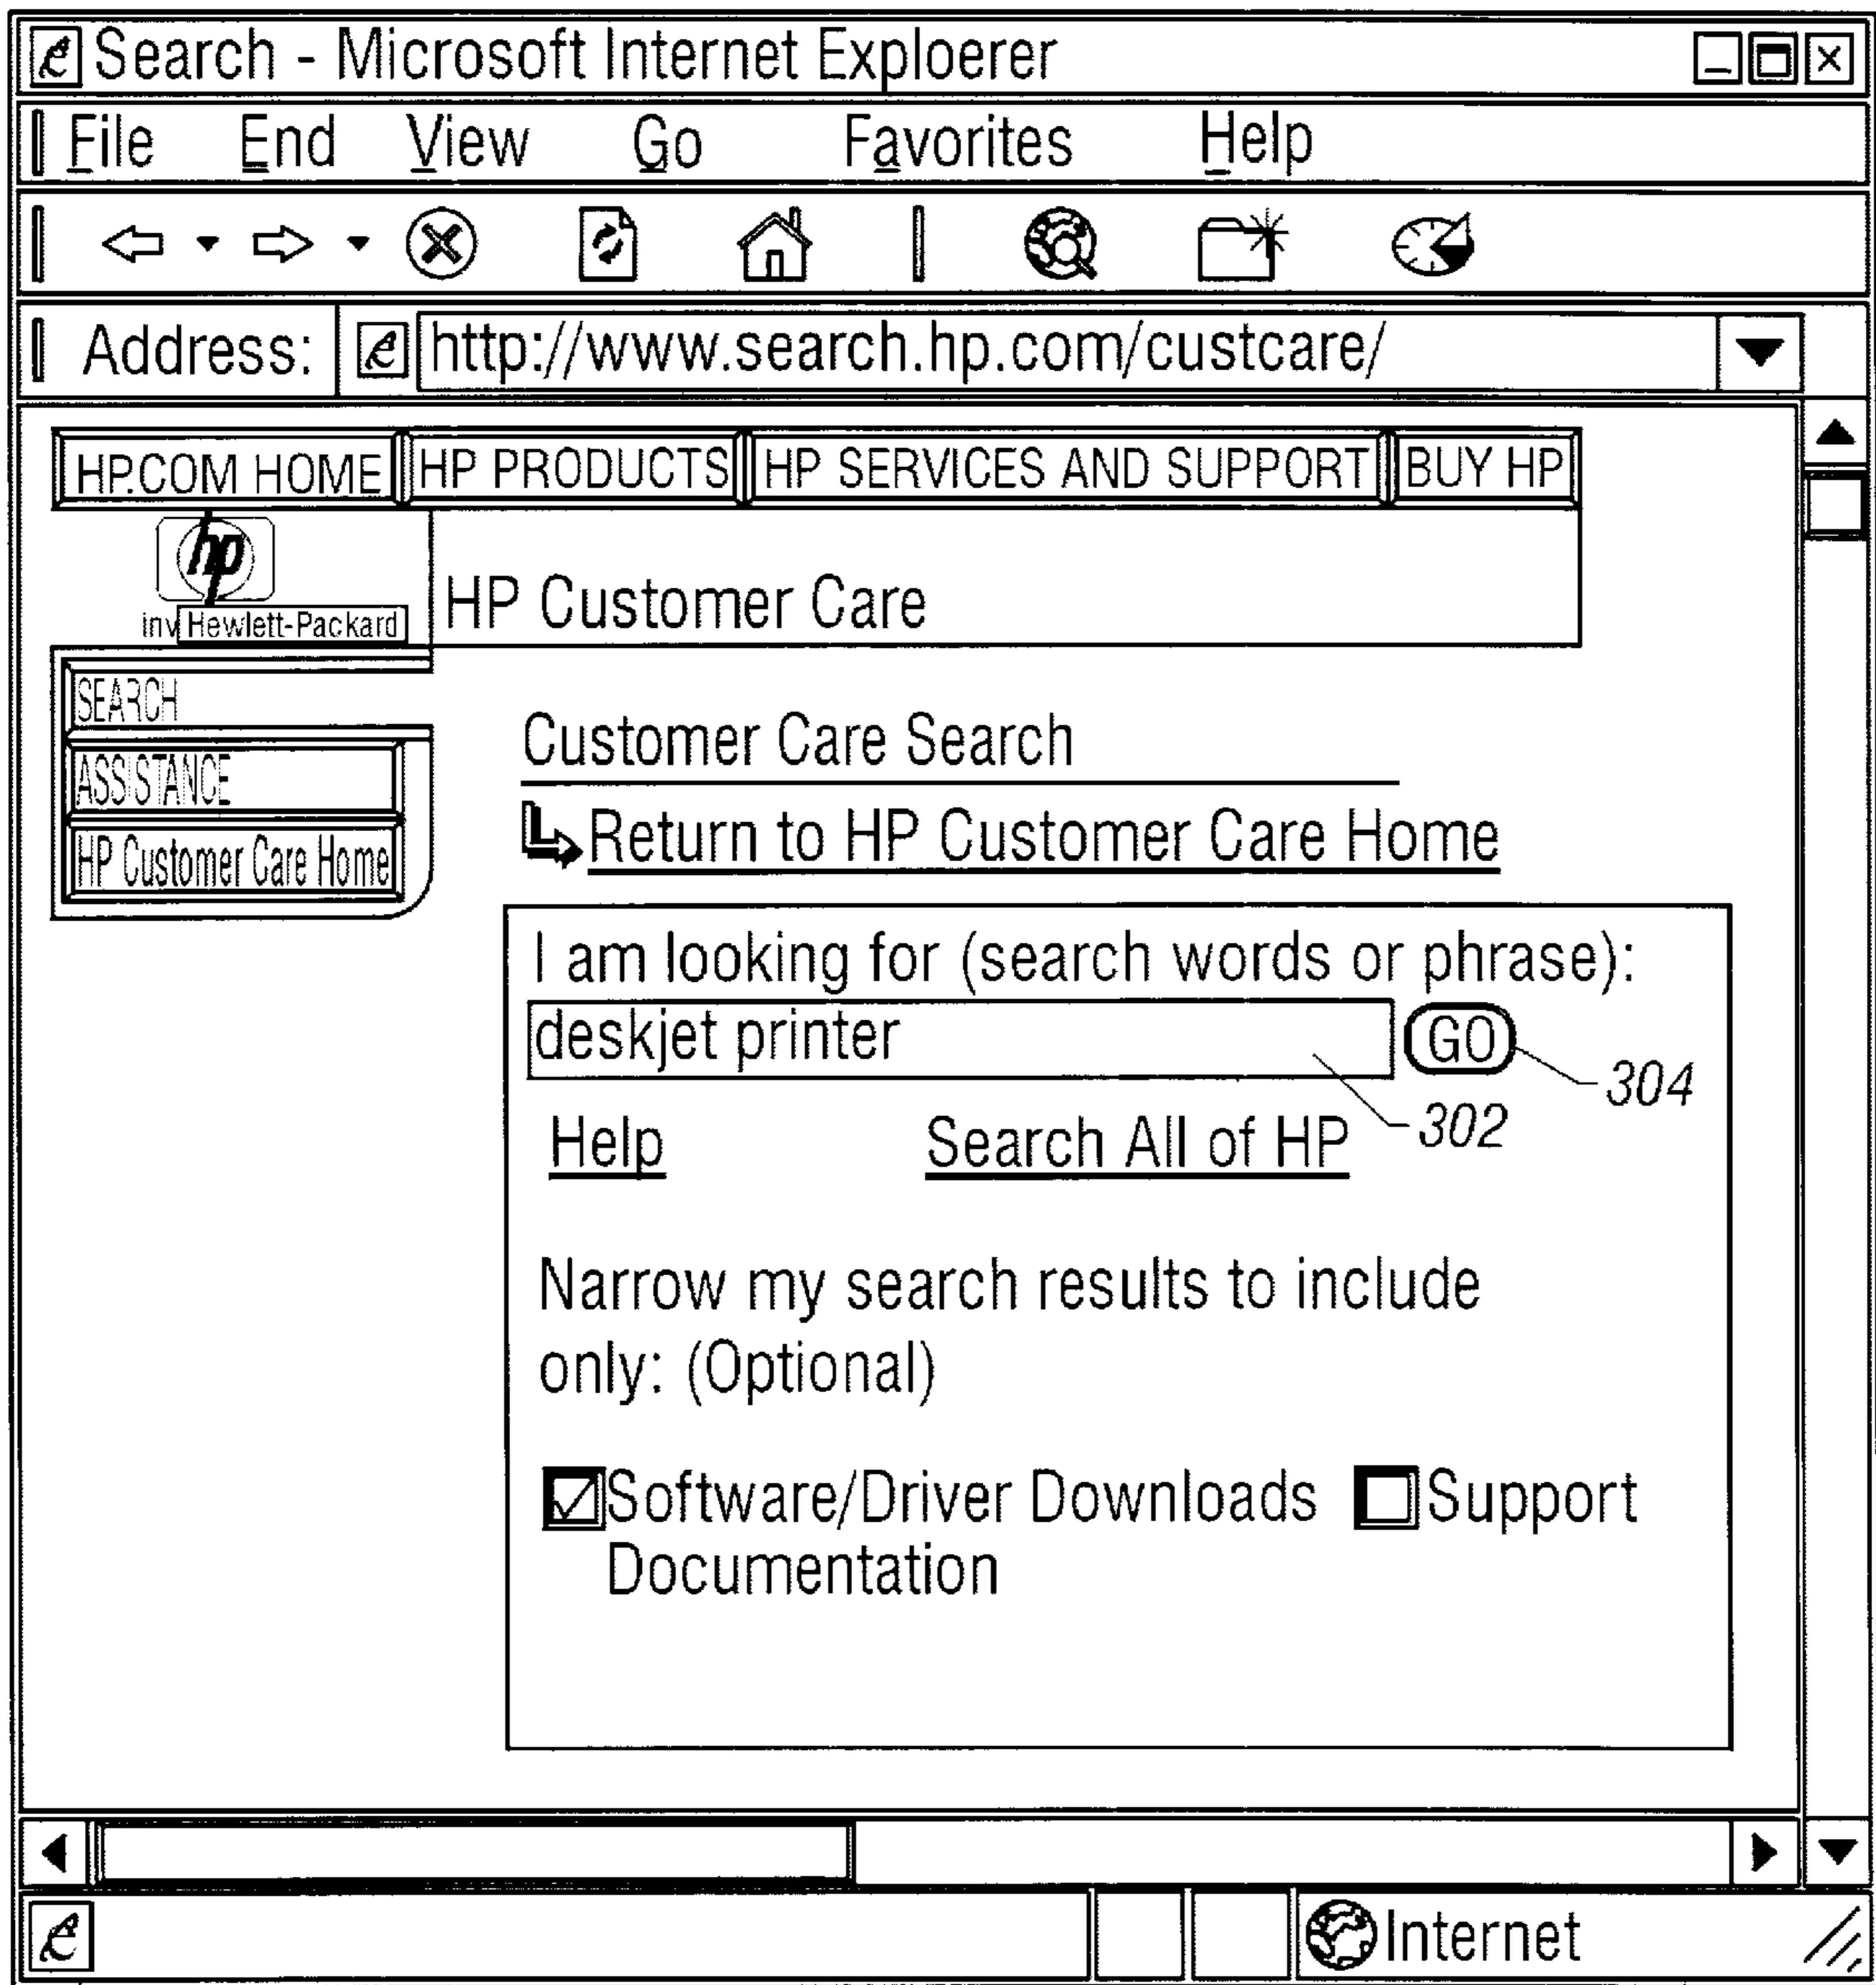 Search - Microsoft Internet Exploerer
File End View Go Favorites Help
Address: http://www.search.hp.com/custcare/
HP.COM HOME HP PRODUCTS HP SERVICES AND SUPPORT BUY HP
hp
inv Hewlett-Packard
HP Customer Care
SEARCH
ASSISTANCE
HP Customer Care Home
Customer Care Search
Return to HP Customer Care Home
I am looking for (search words or phrase):
deskjet printer GO
304
302
Help Search All of HP
Narrow my search results to include
only: (Optional)
Software/Driver Downloads Support
Documentation
Internet